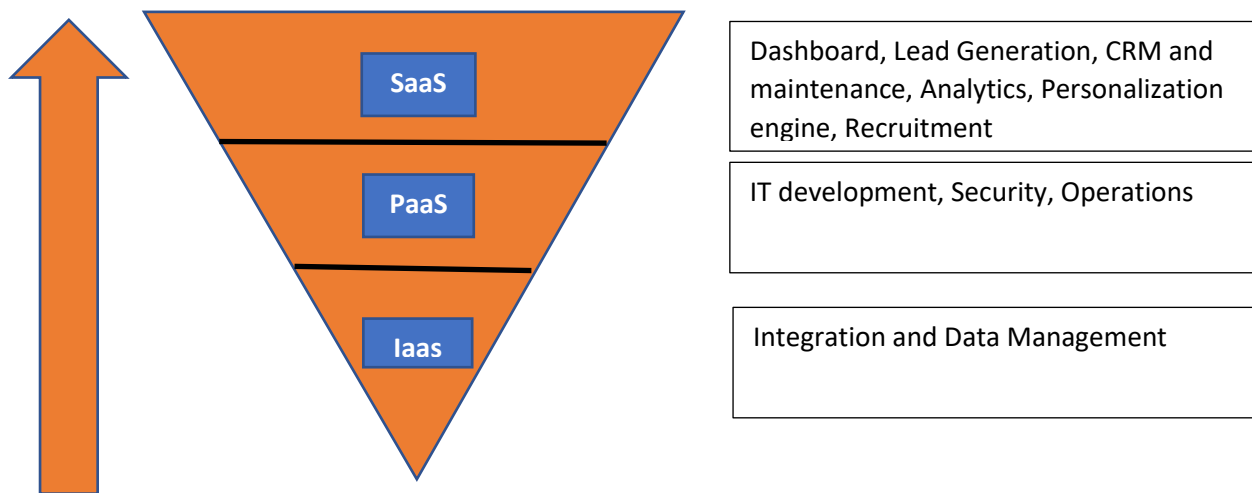 SaaS
Dashboard, Lead Generation, CRM and
maintenance, Analytics, Personalization
engine, Recruitment
PaaS
IT development, Security, Operations
Iaas
Integration and Data Management